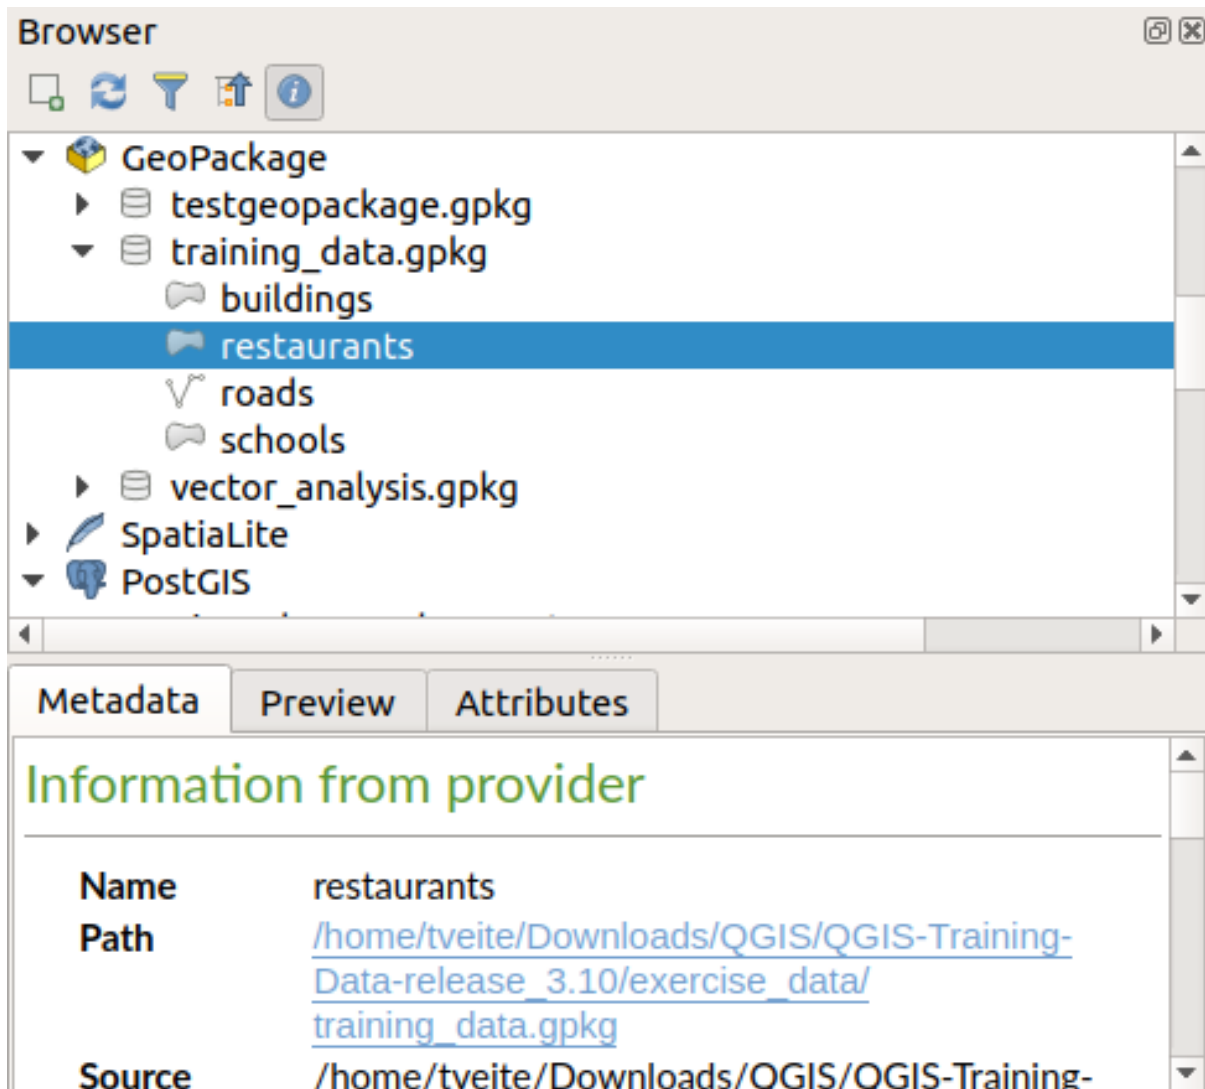 Browser
GeoPackage
testgeopackage.gpkg
training_data.gpkg
buildings
restaurants
roads
schools
vector_analysis.gpkg
SpatiaLite
PostGIS
Metadata Preview Attributes
Information from provider
Name restaurants
Path /home/tveite/Downloads/QGIS/QGIS-Training-
Data-release_3.10/exercise_data/
training_data.gpkg
Source /home/tveite/Downloads/QGIS/QGIS-Training-